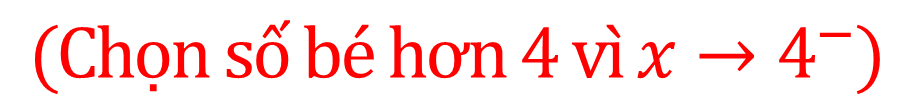 (Chọn số bé hơn 4 vì x → 4⁻)